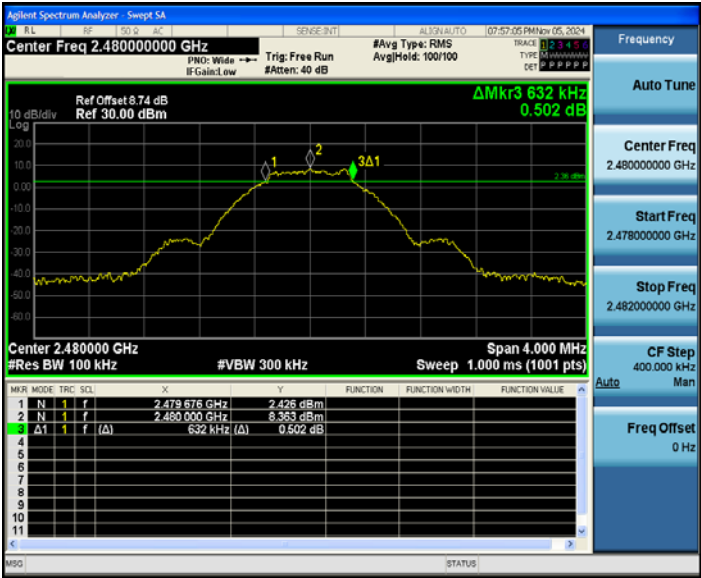 Agilent Spectrum Analyzer - Swept SA
RL RF 50 Ω AC SENSE:INT ALIGNAUTO 07:57:05 PMNov 05, 2024
Center Freq 2.480000000 GHz
PNO: Wide
IFGain:Low
Trig: Free Run
#Atten: 40 dB
#Avg Type: RMS
Avg|Hold: 100/100
TRACE 1 2 3 4 5 6
TYPE MWWWWW
DET P P P P P P
Ref Offset 8.74 dB
10 dB/div Ref 30.00 dBm
Log
ΔMkr3 632 kHz
0.502 dB
20.0
10.0
0.00
-10.0
-20.0
-30.0
-40.0
-50.0
-60.0
1
2
3Δ1
2.36 dBm
Center 2.480000 GHz Span 4.000 MHz
#Res BW 100 kHz #VBW 300 kHz Sweep 1.000 ms (1001 pts)
MKR MODE TRC SCL X Y FUNCTION FUNCTION WIDTH FUNCTION VALUE
1 N 1 f 2.479 676 GHz 2.426 dBm
2 N 1 f 2.480 000 GHz 8.363 dBm
3 Δ1 1 f (Δ) 632 kHz (Δ) 0.502 dB
4
5
6
7
8
9
10
11
MSG STATUS
Frequency
Auto Tune
Center Freq
2.480000000 GHz
Start Freq
2.478000000 GHz
Stop Freq
2.482000000 GHz
CF Step
400.000 kHz
Auto Man
Freq Offset
0 Hz